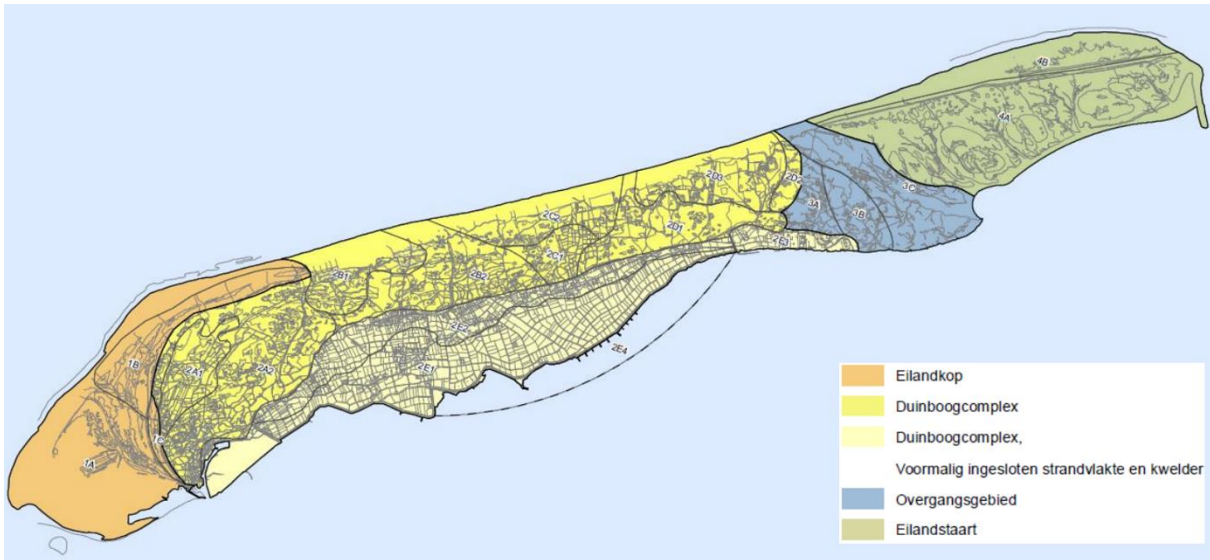 4B
4A
2D3
2D2
3C
3A
3B
2C2
2D1
2E3
2C1
2B1
2B2
2E2
2E4
1B
2A1
2A2
2E1
1C
1A
Eilandkop
Duinboogcomplex
Duinboogcomplex,
Voormalig ingesloten strandvlakte en kwelder
Overgangsgebied
Eilandstaart